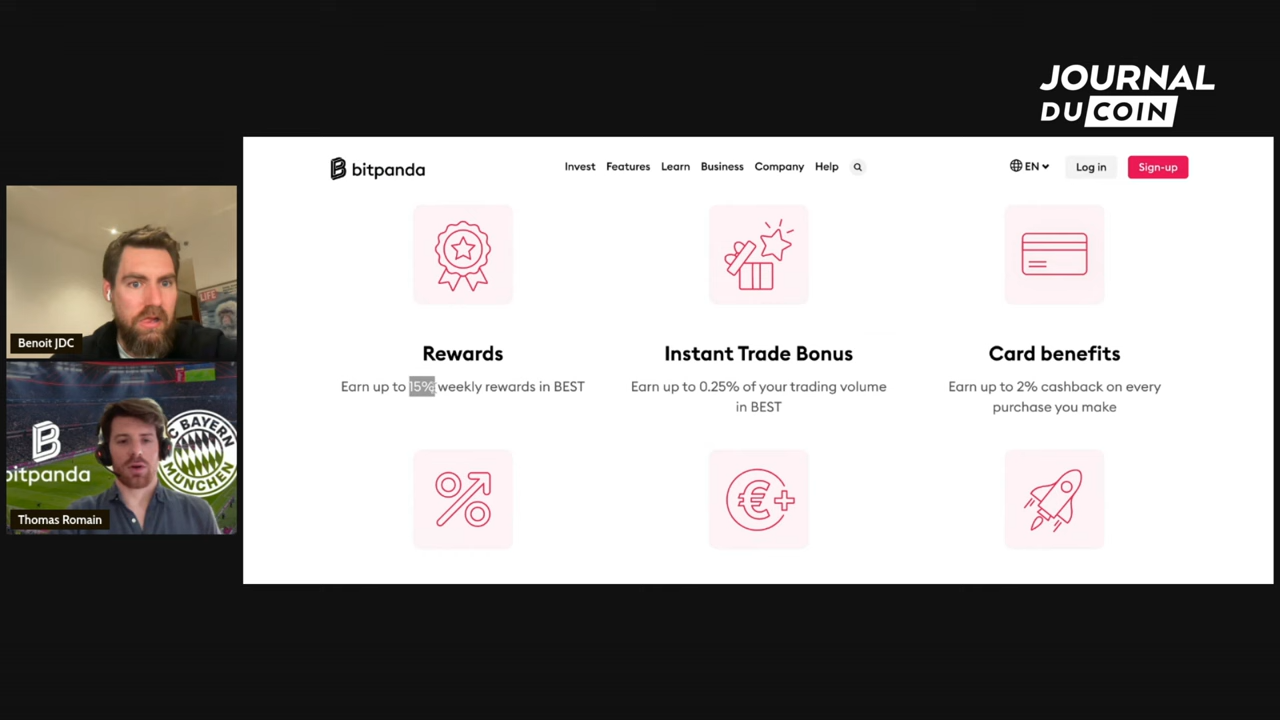 JOURNAL
DU COIN
bitpanda
Invest Features Learn Business Company Help
EN
Log in
Sign-up
Rewards
Earn up to 15% weekly rewards in BEST
Instant Trade Bonus
Earn up to 0.25% of your trading volume
in BEST
Card benefits
Earn up to 2% cashback on every
purchase you make
LIFE
Benoit JDC
bitpanda
C BAYERN
MÜNCHEN
Thomas Romain